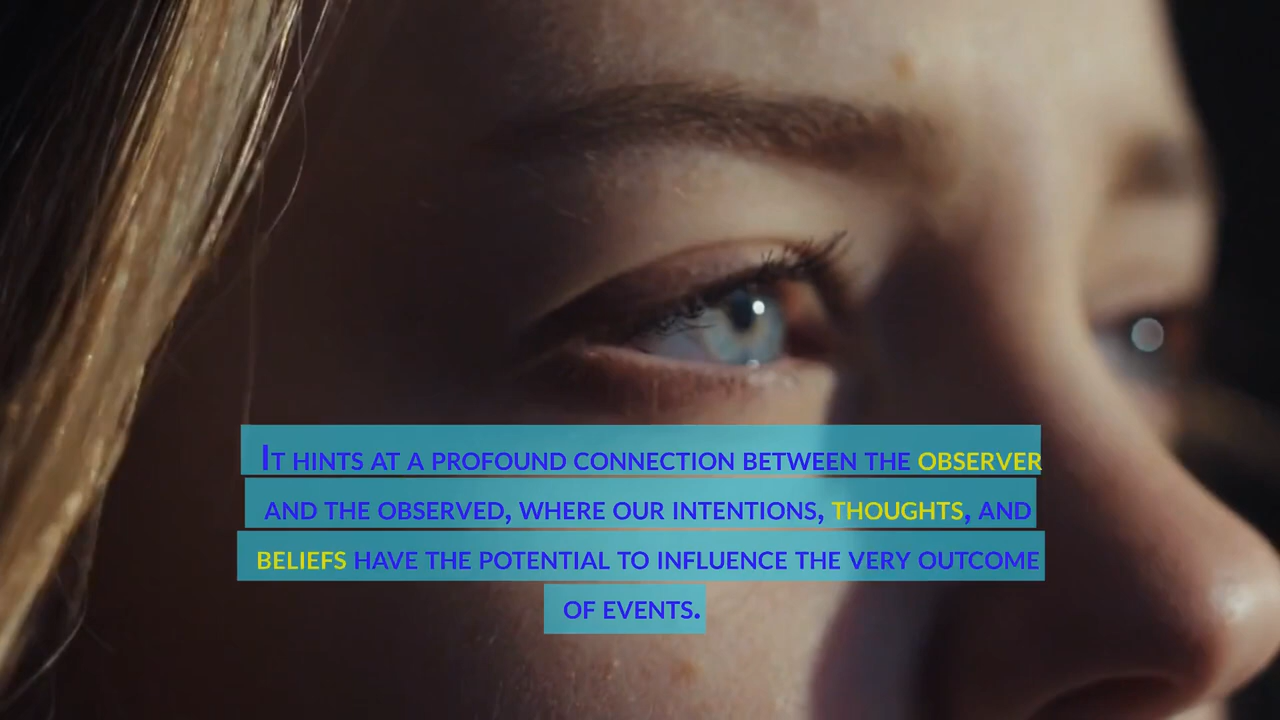 It hints at a profound connection between the observer
and the observed, where our intentions, thoughts, and
beliefs have the potential to influence the very outcome
of events.